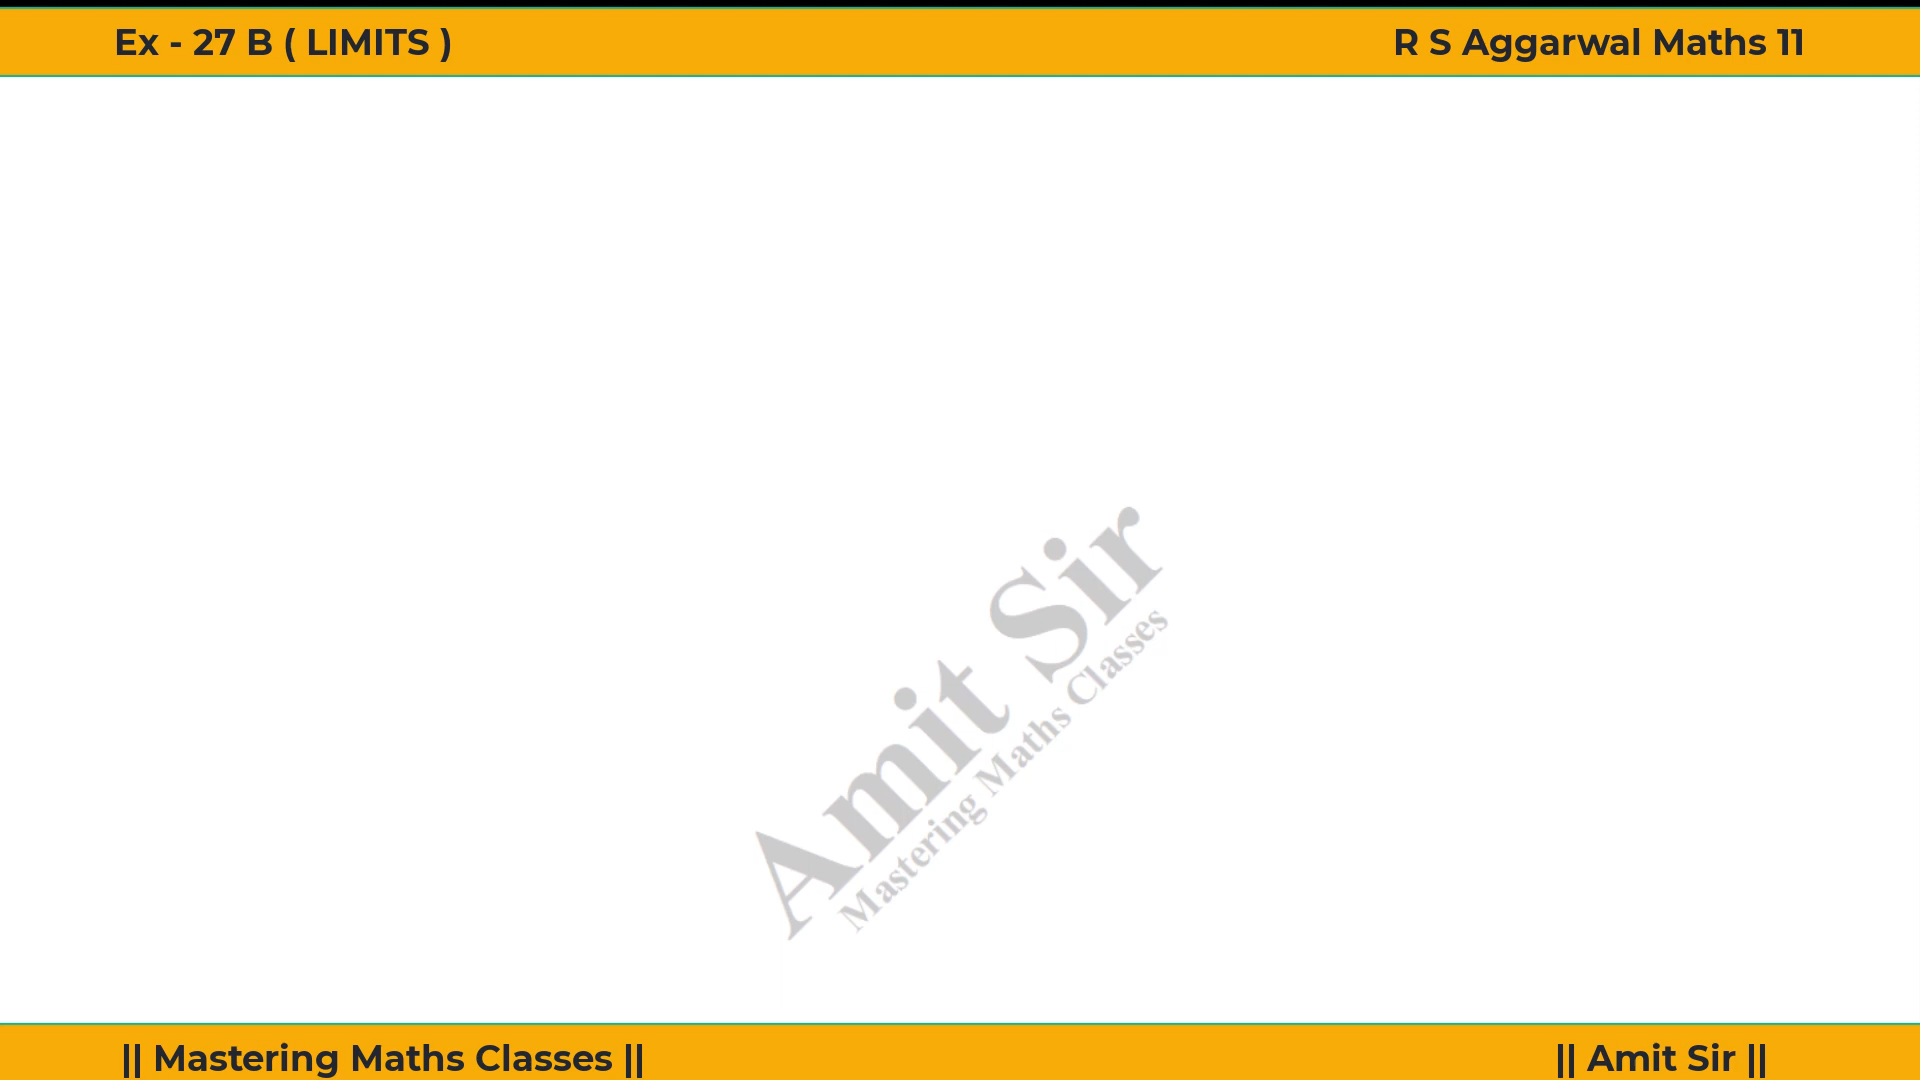 Ex - 27 B ( LIMITS )
R S Aggarwal Maths 11
Amit Sir
Mastering Maths Classes
|| Mastering Maths Classes ||
|| Amit Sir ||